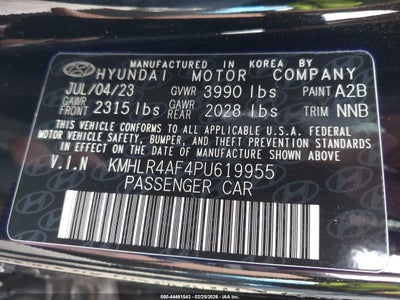 MANUFACTURED IN KOREA BY
HYUNDAI MOTOR COMPANY
JUL/04/23 GVWR 3990 lbs PAINT A2B
GAWR FRONT 2315 lbs GAWR REAR 2028 lbs TRIM NNB
THIS VEHICLE CONFORMS TO ALL APPLICABLE U.S.A. FEDERAL
MOTOR VEHICLE SAFETY, BUMPER, AND THEFT PREVENTION
STANDARDS IN EFFECT ON THE DATE OF MANUFACTURE
SHOWN ABOVE.
V.I.N KMHLR4AF4PU619955
PASSENGER CAR
000-44461543 - 02/25/2026 - IAAI